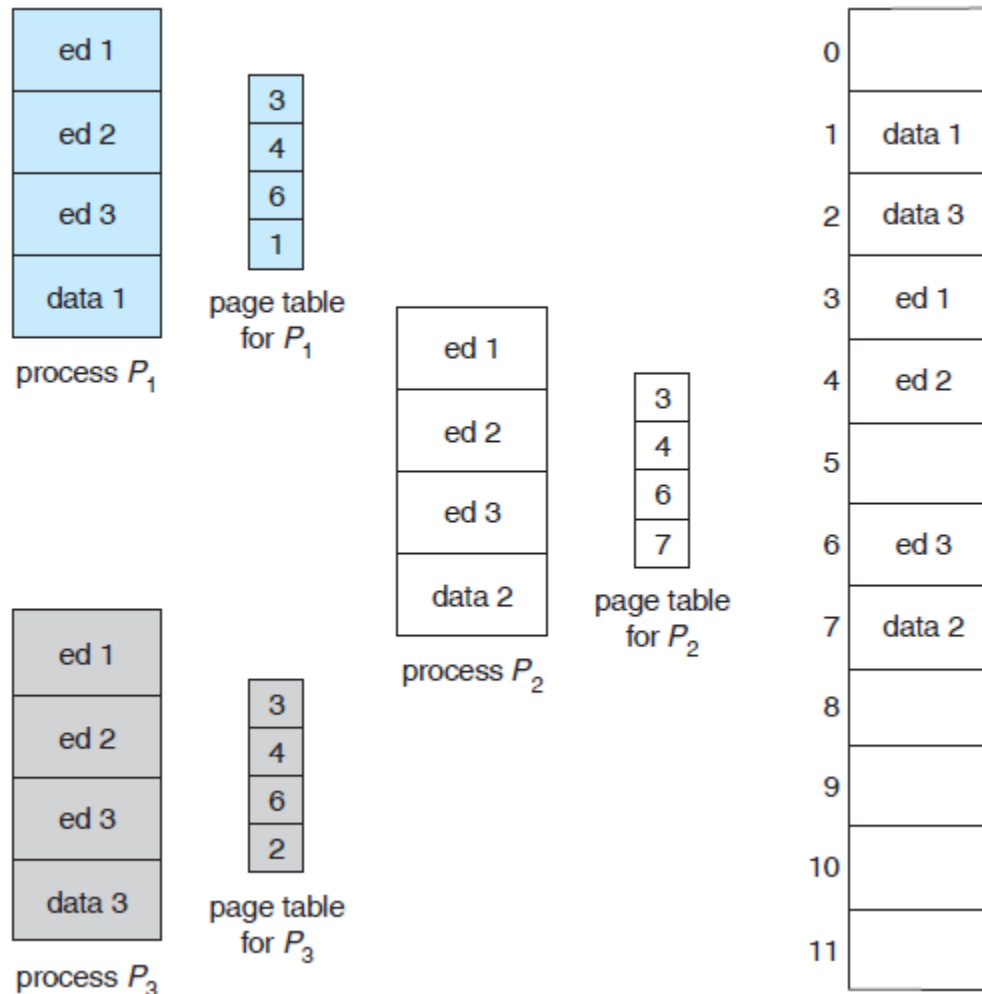 ed 1
ed 2
ed 3
data 1
process P1
3
4
6
1
page table
for P1
ed 1
ed 2
ed 3
data 2
process P2
3
4
6
7
page table
for P2
ed 1
ed 2
ed 3
data 3
process P3
3
4
6
2
page table
for P3
0
1 data 1
2 data 3
3 ed 1
4 ed 2
5
6 ed 3
7 data 2
8
9
10
11